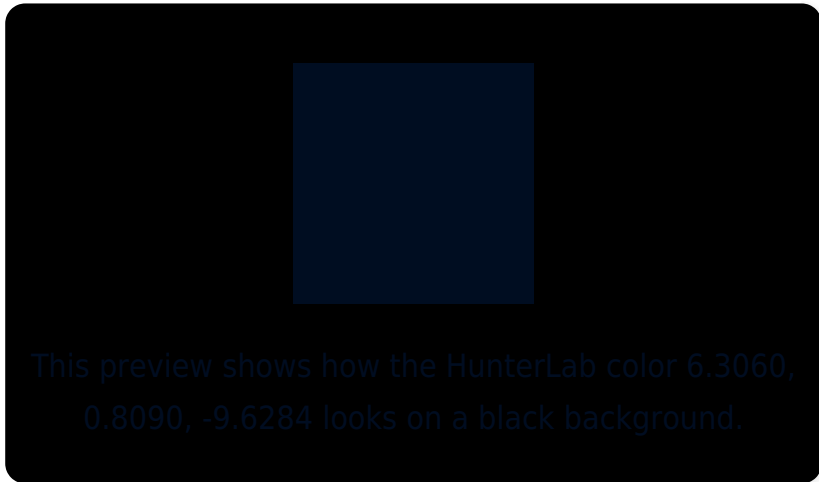 This preview shows how the HunterLab color 6.3060,
0.8090, -9.6284 looks on a black background.